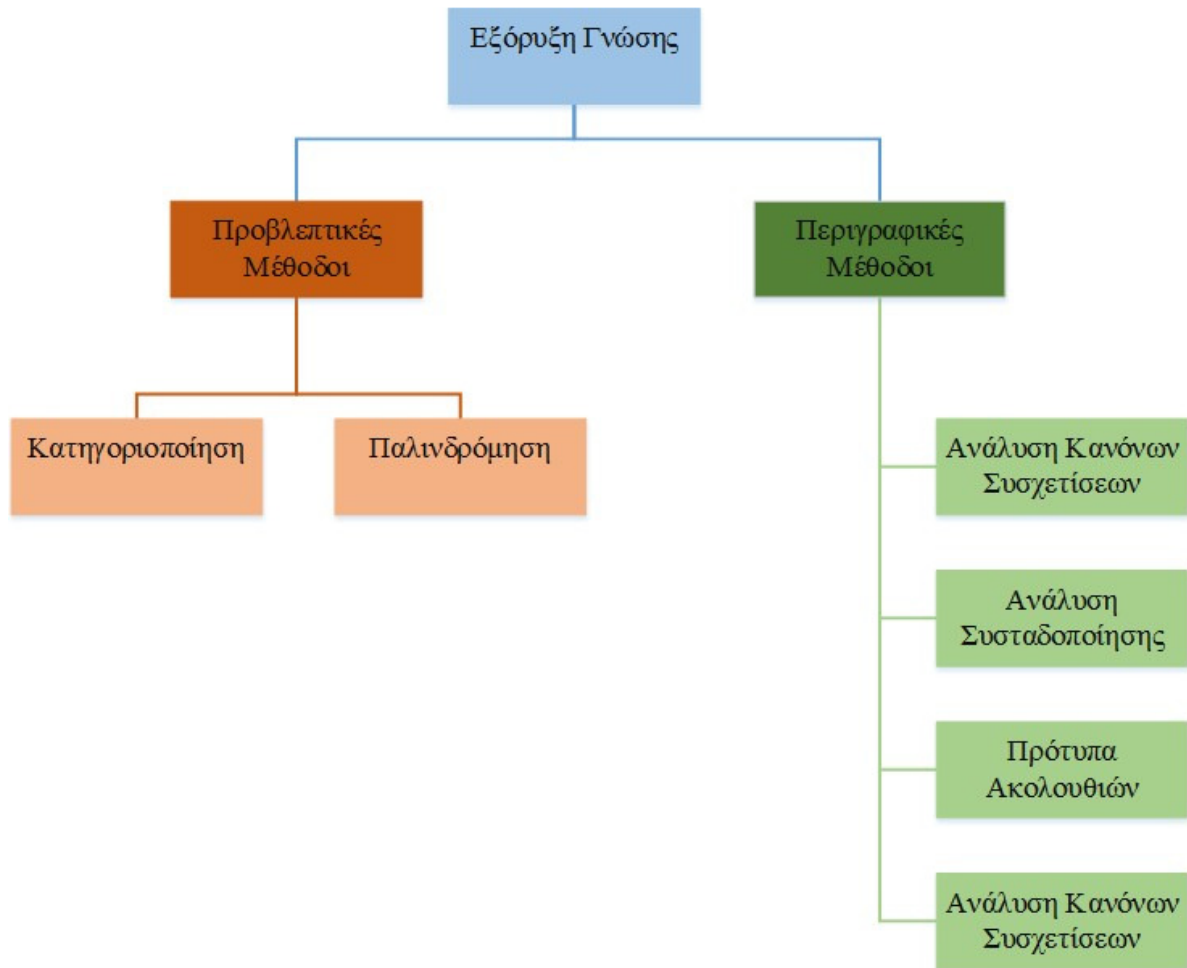 Εξόρυξη Γνώσης
Προβλεπτικές
Μέθοδοι
Περιγραφικές
Μέθοδοι
Κατηγοριοποίηση
Παλινδρόμηση
Ανάλυση Κανόνων
Συσχετίσεων
Ανάλυση
Συσταδοποίησης
Πρότυπα
Ακολουθιών
Ανάλυση Κανόνων
Συσχετίσεων